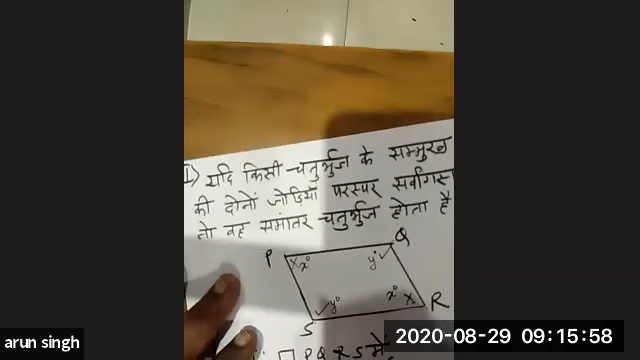 I) यदि किसी चतुर्भुज के सम्मुख
की दोनों जोड़ियाँ परस्पर सर्वांगस
तो वह समांतर चतुर्भुज होता है
P
Q
x°
y°
y°
x°
S
R
□ PQRS में
arun singh
2020-08-29 09:15:58